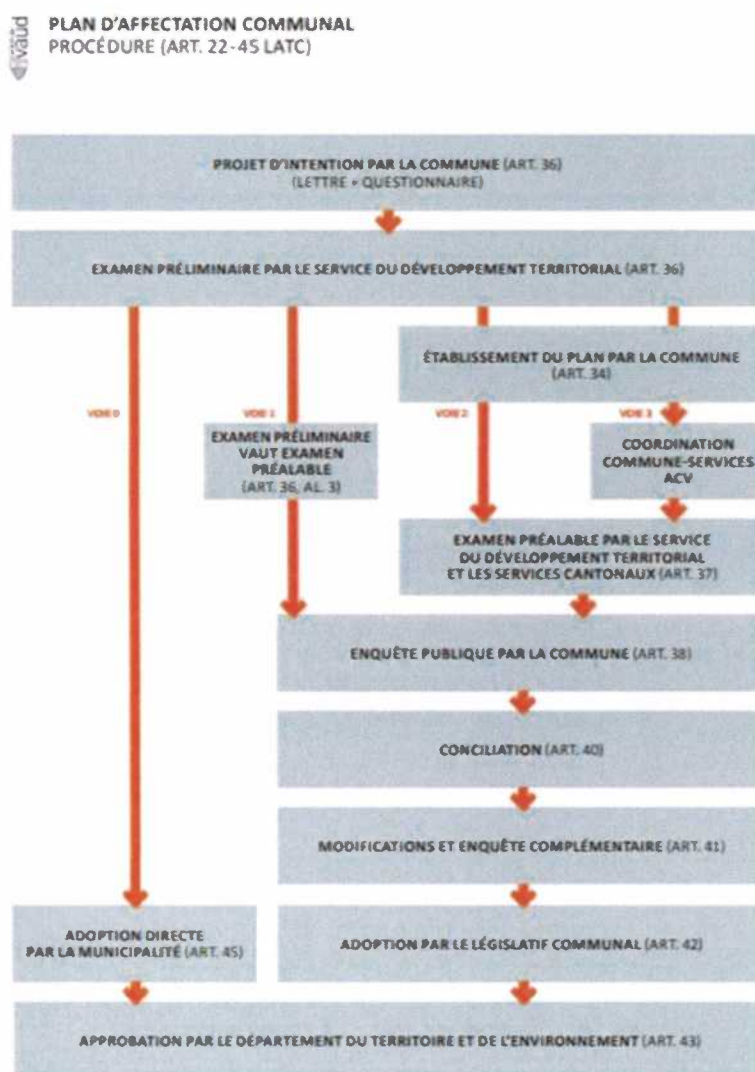 vaud
PLAN D'AFFECTATION COMMUNAL
PROCÉDURE (ART. 22-45 LATC)
PROJET D'INTENTION PAR LA COMMUNE (ART. 36)
(LETTRE + QUESTIONNAIRE)
EXAMEN PRÉLIMINAIRE PAR LE SERVICE DU DÉVELOPPEMENT TERRITORIAL (ART. 36)
ÉTABLISSEMENT DU PLAN PAR LA COMMUNE
(ART. 34)
VOIE 0
VOIE 1
VOIE 2
VOIE 3
EXAMEN PRÉLIMINAIRE
VAUT EXAMEN
PRÉALABLE
(ART. 36, AL. 3)
COORDINATION
COMMUNE-SERVICES
ACV
EXAMEN PRÉALABLE PAR LE SERVICE
DU DÉVELOPPEMENT TERRITORIAL
ET LES SERVICES CANTONAUX (ART. 37)
ENQUÊTE PUBLIQUE PAR LA COMMUNE (ART. 38)
CONCILIATION (ART. 40)
MODIFICATIONS ET ENQUÊTE COMPLÉMENTAIRE (ART. 41)
ADOPTION DIRECTE
PAR LA MUNICIPALITÉ (ART. 45)
ADOPTION PAR LE LÉGISLATIF COMMUNAL (ART. 42)
APPROBATION PAR LE DÉPARTEMENT DU TERRITOIRE ET DE L'ENVIRONNEMENT (ART. 43)